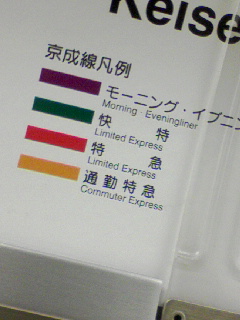 Keise
京成線凡例
モーニング・イブニン
Morning・Eveningliner
快特
Limited Express
特急
Limited Express
通勤特急
Commuter Express